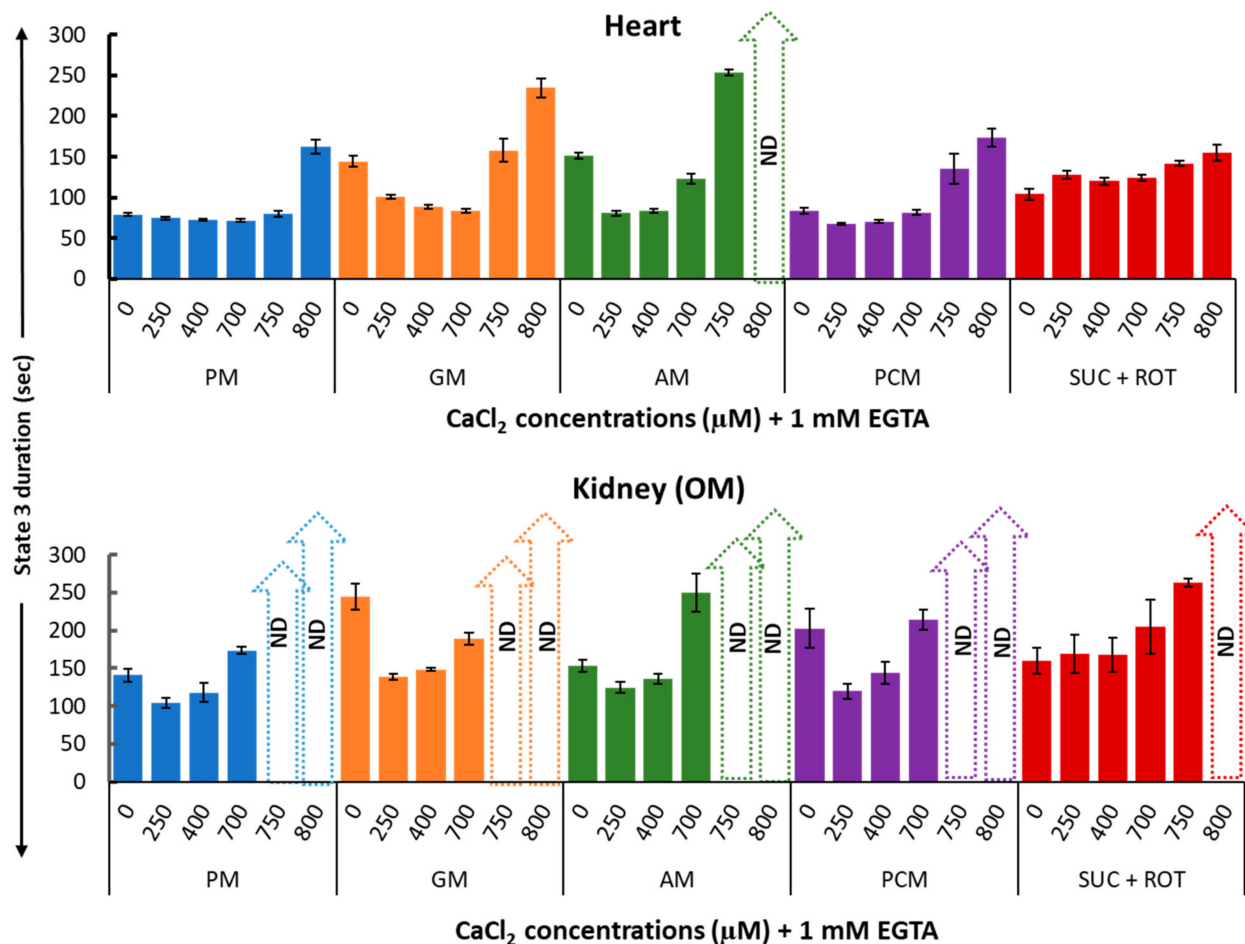 Heart
State 3 duration (sec)
300
250
200
150
100
50
0
ND
0 250 400 700 750 800 0 250 400 700 750 800 0 250 400 700 750 800 0 250 400 700 750 800 0 250 400 700 750 800
PM GM AM PCM SUC + ROT
CaCl₂ concentrations (μM) + 1 mM EGTA
Kidney (OM)
300
250
200
150
100
50
0
ND ND ND ND ND ND ND ND ND
0 250 400 700 750 800 0 250 400 700 750 800 0 250 400 700 750 800 0 250 400 700 750 800 0 250 400 700 750 800
PM GM AM PCM SUC + ROT
CaCl₂ concentrations (μM) + 1 mM EGTA